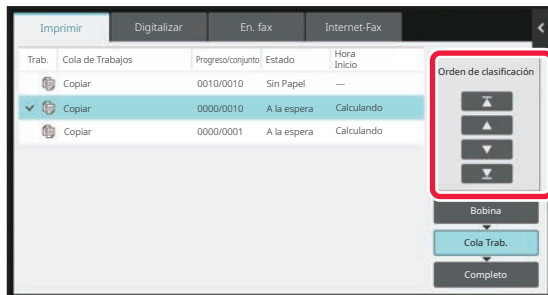 Imprimir Digitalizar En. fax Internet-Fax
Trab. Cola de Trabajos Progreso/conjunto Estado Hora
Inicio
Copiar 0010/0010 Sin Papel ---
Copiar 0000/0010 A la espera Calculando
Copiar 0000/0001 A la espera Calculando
Orden de clasificación
Bobina
Cola Trab.
Completo